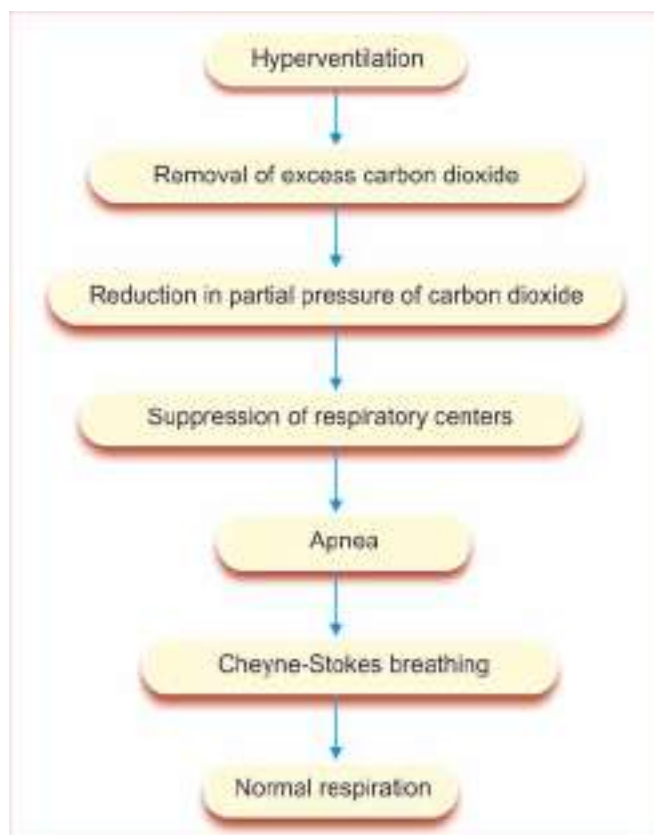 Hyperventilation
Removal of excess carbon dioxide
Reduction in partial pressure of carbon dioxide
Suppression of respiratory centers
Apnea
Cheyne-Stokes breathing
Normal respiration